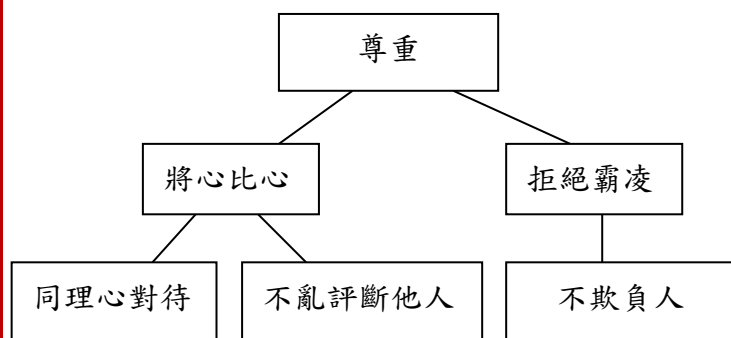 尊重
將心比心
拒絕霸凌
同理心對待
不亂評斷他人
不欺負人